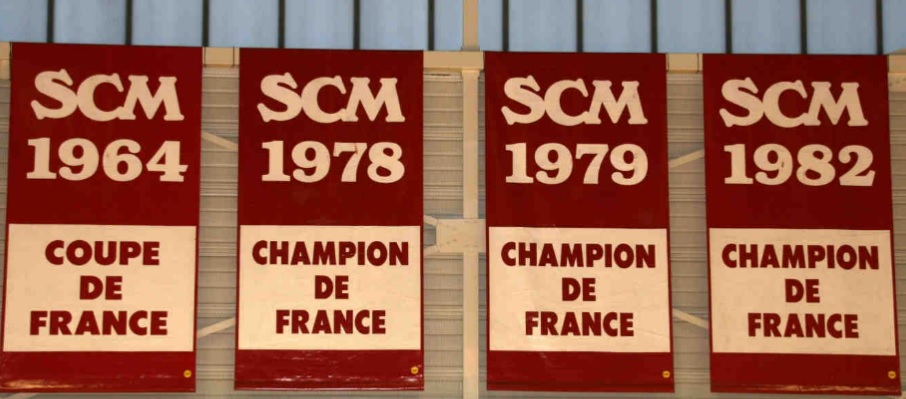 SCM
1964
COUPE
DE
FRANCE
SCM
1978
CHAMPION
DE
FRANCE
SCM
1979
CHAMPION
DE
FRANCE
SCM
1982
CHAMPION
DE
FRANCE